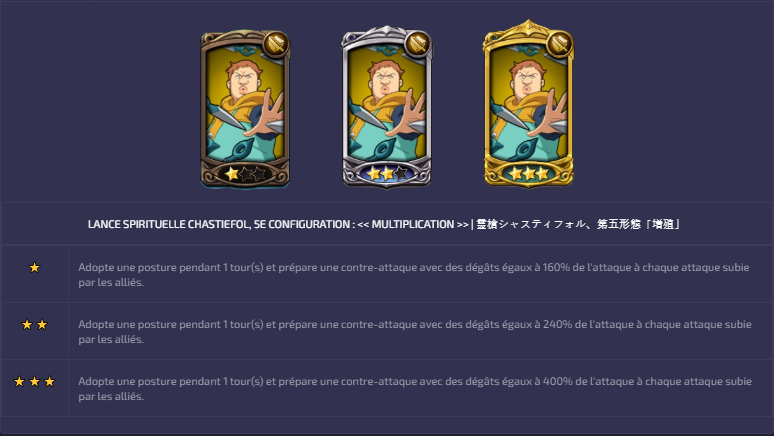 LANCE SPIRITUELLE CHASTIEFOL, 5E CONFIGURATION : << MULTIPLICATION >> | 霊槍シャスティフォル、第五形態「増殖」
Adopte une posture pendant 1 tour(s) et prépare une contre-attaque avec des dégâts égaux à 160% de l'attaque à chaque attaque subie
par les alliés.
Adopte une posture pendant 1 tour(s) et prépare une contre-attaque avec des dégâts égaux à 240% de l'attaque à chaque attaque subie
par les alliés.
Adopte une posture pendant 1 tour(s) et prépare une contre-attaque avec des dégâts égaux à 400% de l'attaque à chaque attaque subie
par les alliés.